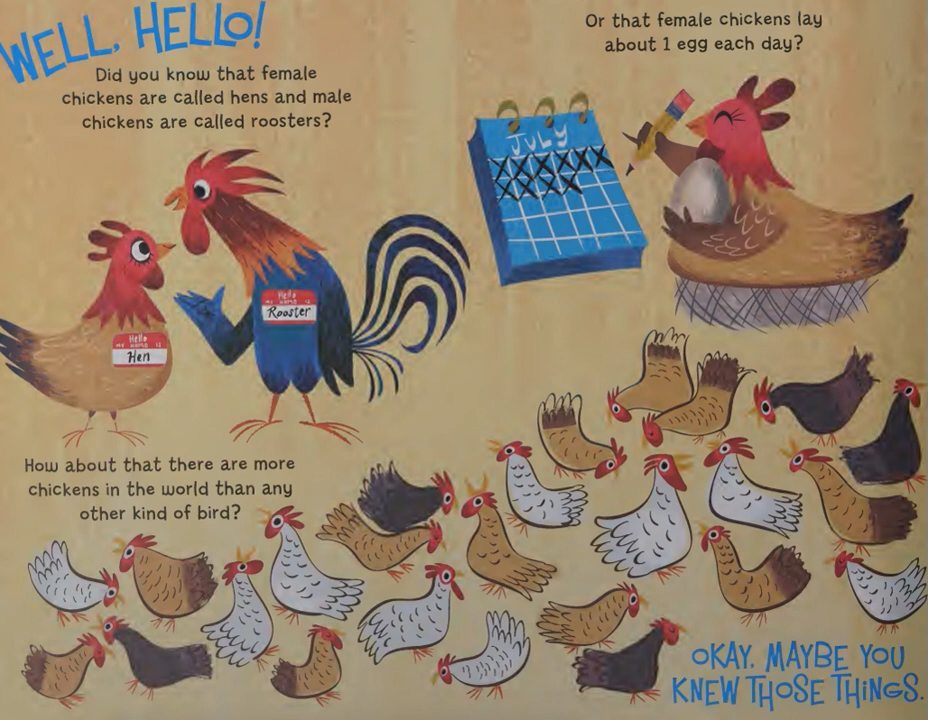 WELL, HELLO!
Did you know that female
chickens are called hens and male
chickens are called roosters?
Or that female chickens lay
about 1 egg each day?
JULY
Hello
MY NAME IS
Hen
Hello
MY NAME IS
Rooster
How about that there are more
chickens in the world than any
other kind of bird?
OKAY, MAYBE YOU
KNEW THOSE THINGS.